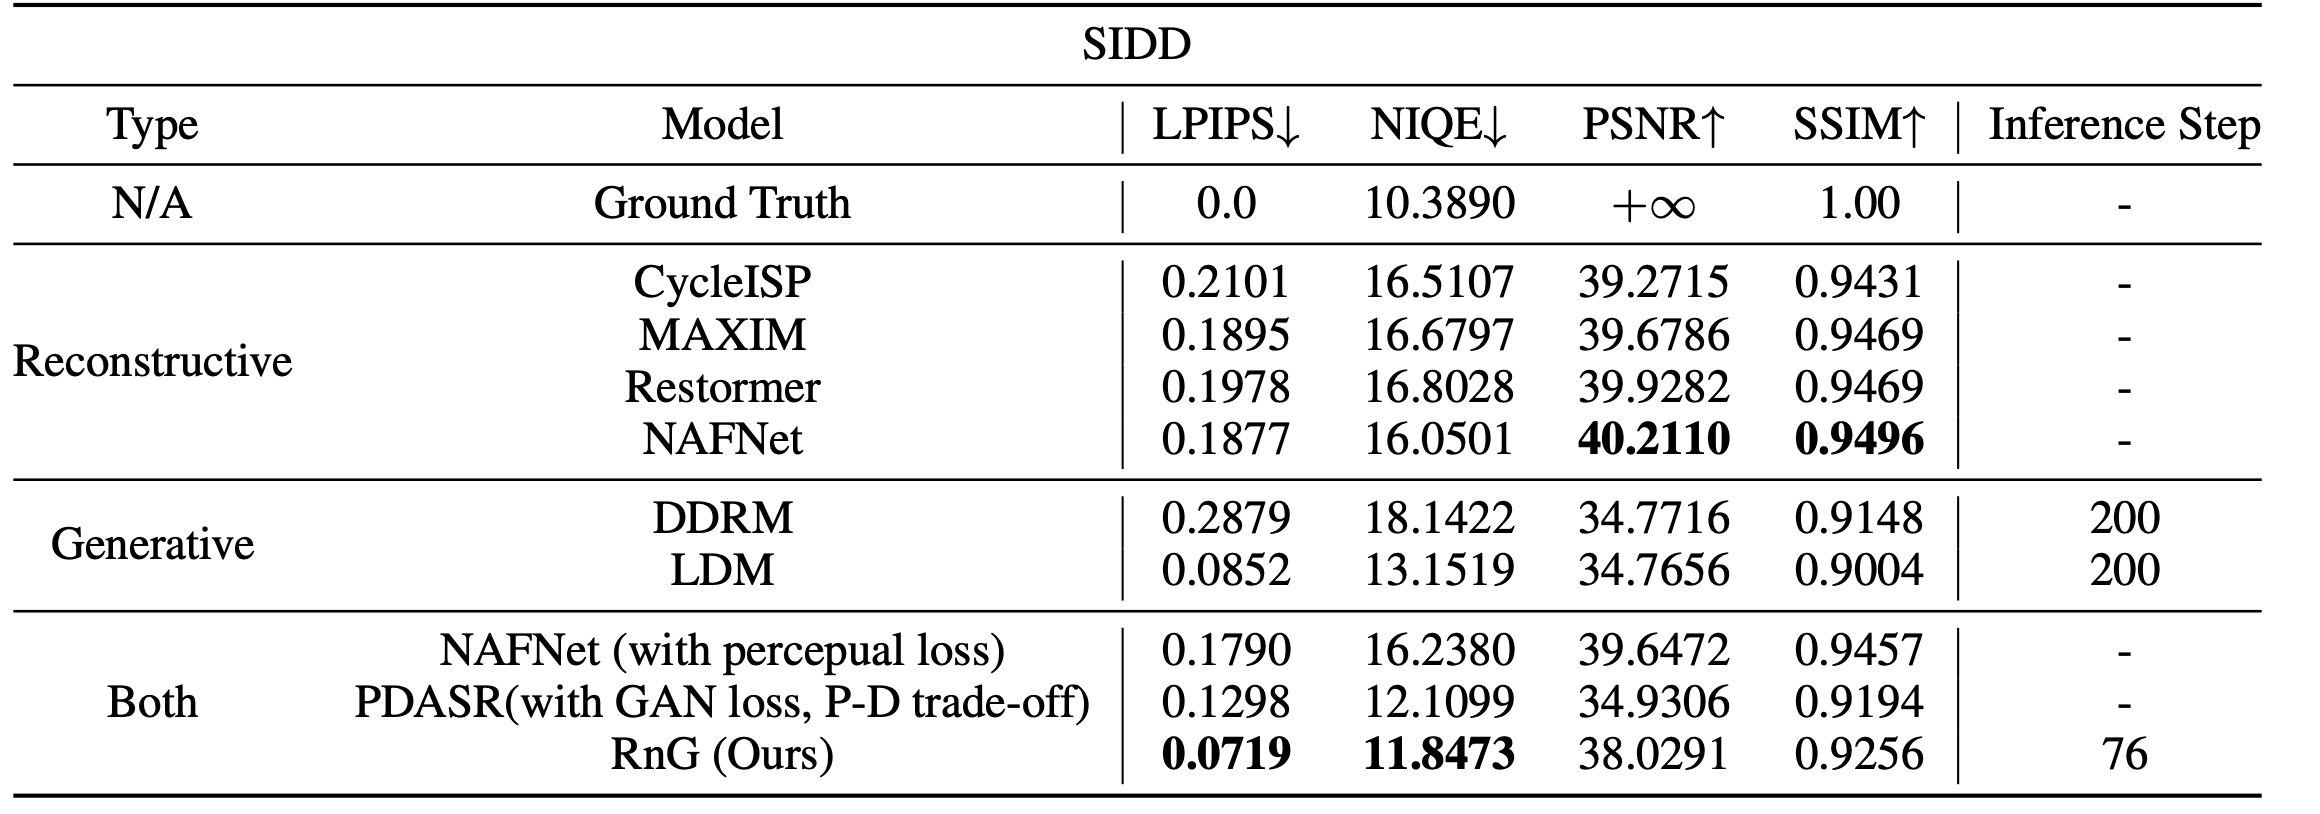 SIDD
Type Model LPIPS↓ NIQE↓ PSNR↑ SSIM↑ Inference Step
N/A Ground Truth 0.0 10.3890 +∞ 1.00 -
CycleISP 0.2101 16.5107 39.2715 0.9431 -
MAXIM 0.1895 16.6797 39.6786 0.9469 -
Reconstructive
Restormer 0.1978 16.8028 39.9282 0.9469 -
NAFNet 0.1877 16.0501 40.2110 0.9496 -
DDRM 0.2879 18.1422 34.7716 0.9148 200
Generative
LDM 0.0852 13.1519 34.7656 0.9004 200
NAFNet (with percepual loss) 0.1790 16.2380 39.6472 0.9457 -
Both PDASR(with GAN loss, P-D trade-off) 0.1298 12.1099 34.9306 0.9194 -
RnG (Ours) 0.0719 11.8473 38.0291 0.9256 76